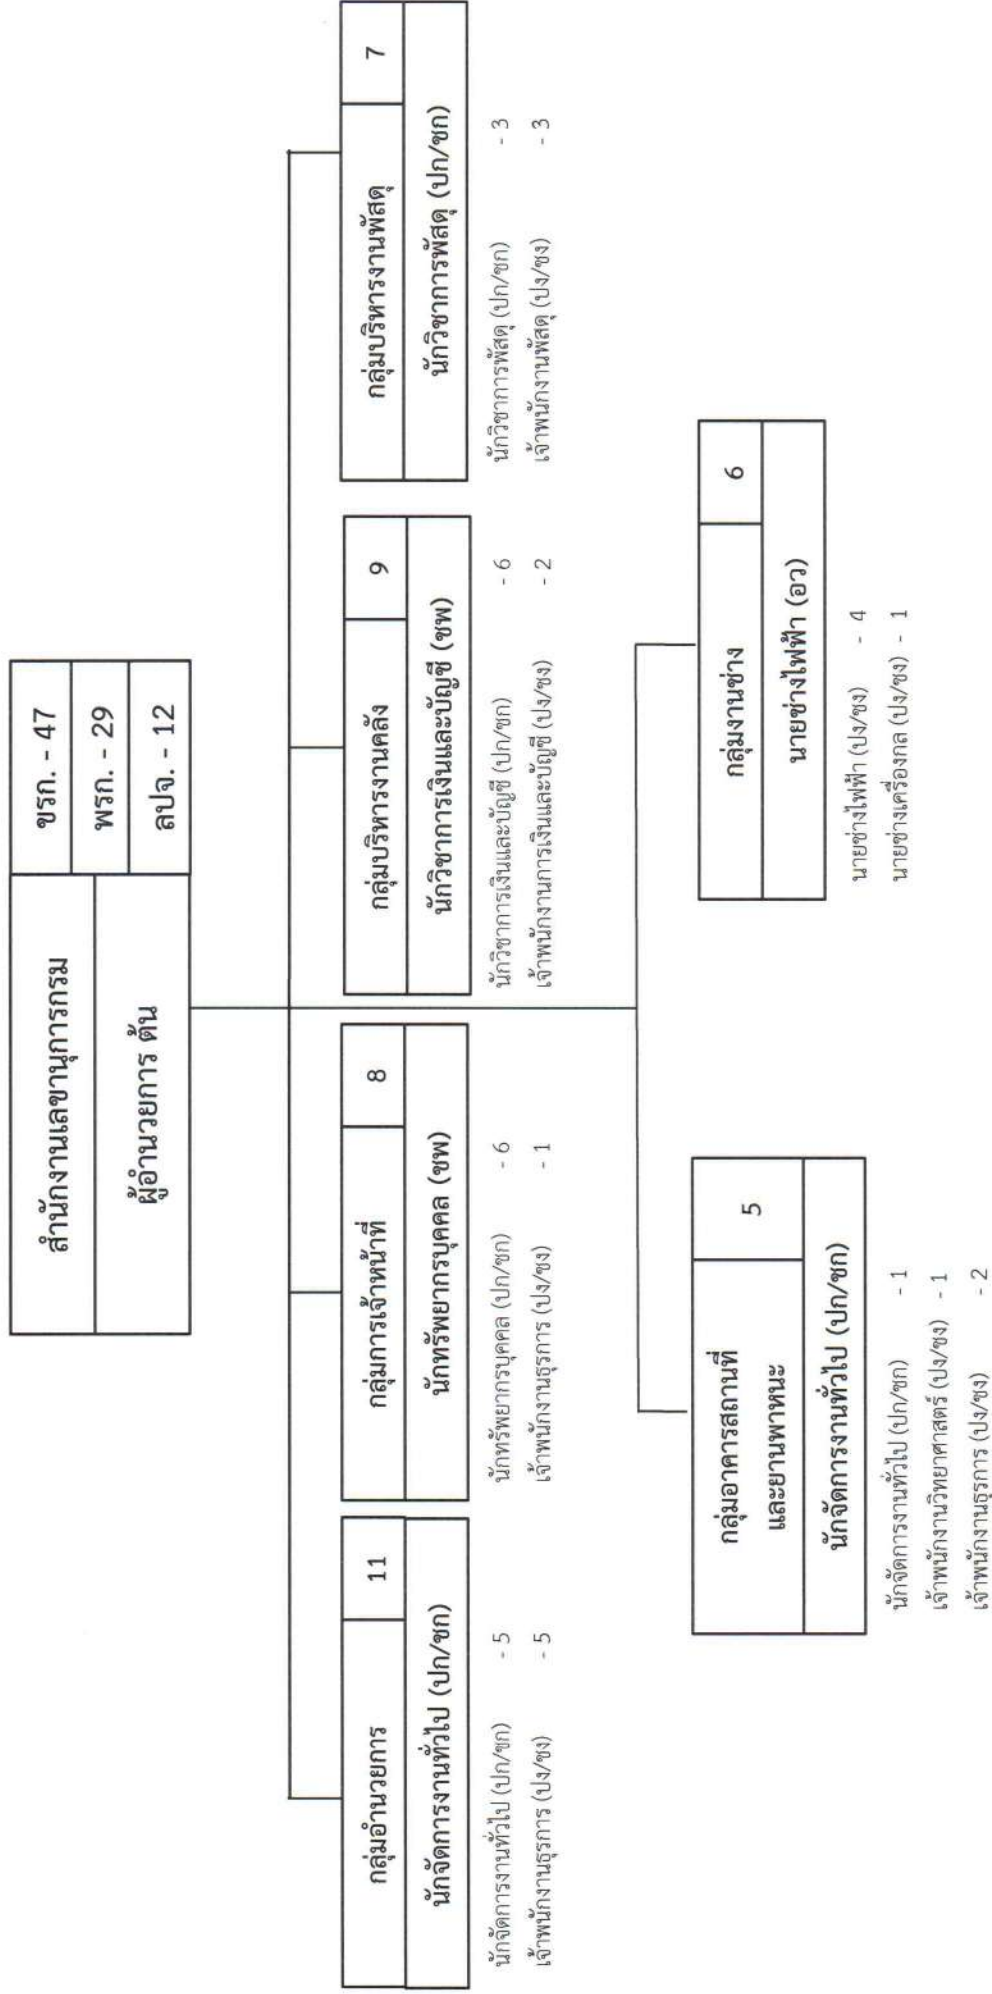 สำนักงานเลขานุการกรม
ผู้อำนวยการ ต้น
ขรก. - 47
พรก. - 29
ลปจ. - 12
กลุ่มอำนวยการ 11
นักจัดการงานทั่วไป (ปก/ชก)
นักจัดการงานทั่วไป (ปก/ชก) - 5
เจ้าพนักงานธุรการ (ปง/ชง) - 5
กลุ่มการเจ้าหน้าที่ 8
นักทรัพยากรบุคคล (ชพ)
นักทรัพยากรบุคคล (ปก/ชก) - 6
เจ้าพนักงานธุรการ (ปง/ชง) - 1
กลุ่มบริหารงานคลัง 9
นักวิชาการเงินและบัญชี (ชพ)
นักวิชาการเงินและบัญชี (ปก/ชก) - 6
เจ้าพนักงานการเงินและบัญชี (ปง/ชง) - 2
กลุ่มบริหารงานพัสดุ 7
นักวิชาการพัสดุ (ปก/ชก)
นักวิชาการพัสดุ (ปก/ชก) - 3
เจ้าพนักงานพัสดุ (ปง/ชง) - 3
กลุ่มอาคารสถานที่
และยานพาหนะ 5
นักจัดการงานทั่วไป (ปก/ชก)
นักจัดการงานทั่วไป (ปก/ชก) - 1
เจ้าพนักงานวิทยาศาสตร์ (ปง/ชง) - 1
เจ้าพนักงานธุรการ (ปง/ชง) - 2
กลุ่มงานช่าง 6
นายช่างไฟฟ้า (อว)
นายช่างไฟฟ้า (ปง/ชง) - 4
นายช่างเครื่องกล (ปง/ชง) - 1